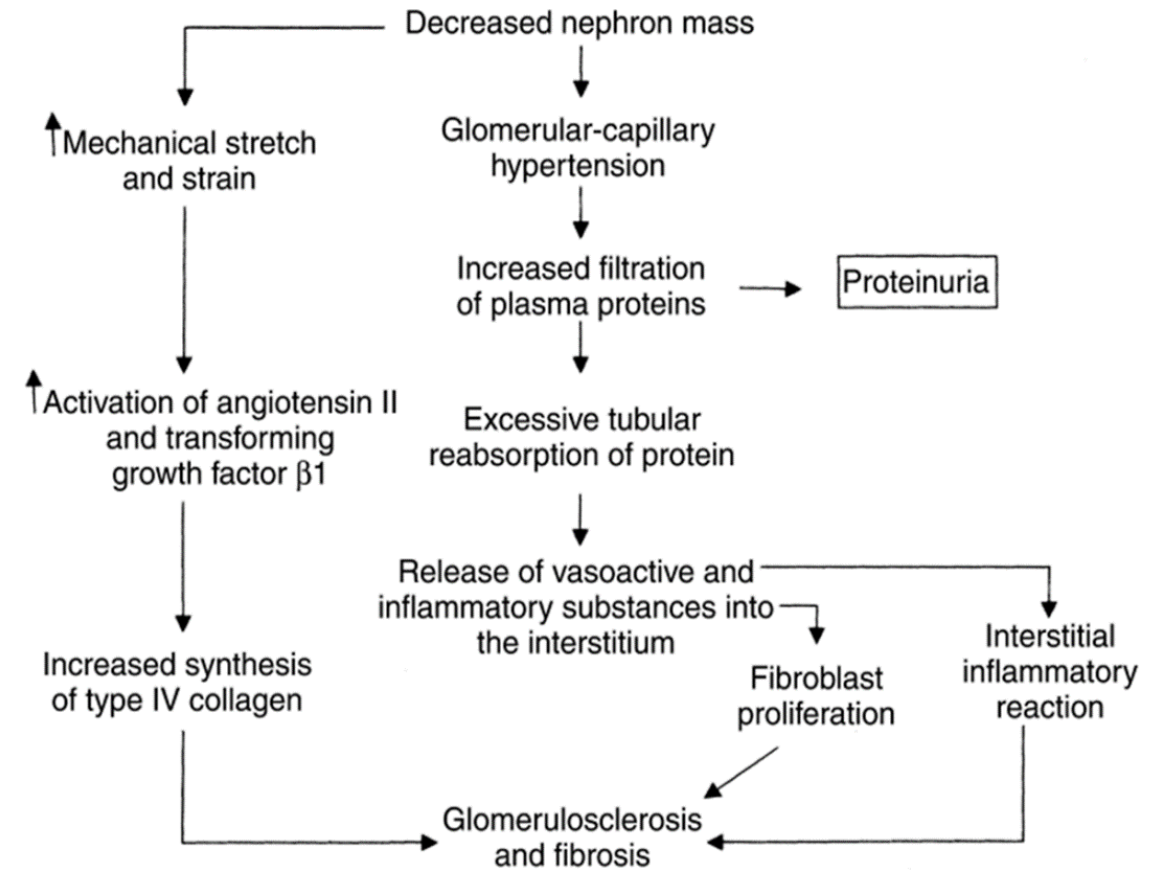 Decreased nephron mass
Mechanical stretch
and strain
Glomerular-capillary
hypertension
Increased filtration
of plasma proteins
Proteinuria
Activation of angiotensin II
and transforming
growth factor β1
Excessive tubular
reabsorption of protein
Release of vasoactive and
inflammatory substances into
the interstitium
Increased synthesis
of type IV collagen
Fibroblast
proliferation
Interstitial
inflammatory
reaction
Glomerulosclerosis
and fibrosis